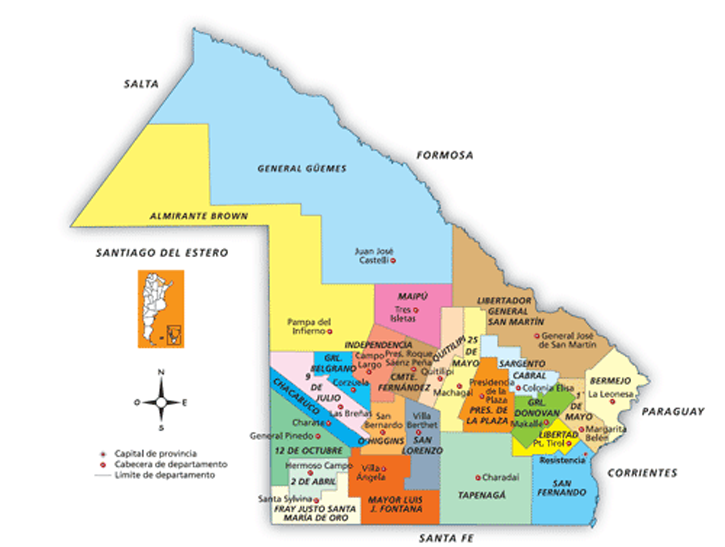 SALTA
FORMOSA
GENERAL GÜEMES
ALMIRANTE BROWN
SANTIAGO DEL ESTERO
Juan José
Castelli
MAIPÚ
Tres
Isletas
LIBERTADOR
GENERAL
SAN MARTÍN
Pampa del
Infierno
General José
de San Martín
INDEPENDENCIA
QUITILIPI
25
DE
MAYO
GRL.
BELGRANO
Campo
Largo
Pres. Roque
Sáenz Peña
CMTE.
FERNÁNDEZ
Quitilipi
Machagai
SARGENTO
CABRAL
Colonia Elisa
BERMEJO
La Leonesa
9
DE
JULIO
Corzuela
CHACABUCO
Las Breñas
Presidencia
de la
Plaza
PRES. DE
LA PLAZA
GRL.
DONOVAN
Makallé
1°
DE
MAYO
Margarita
Belén
PARAGUAY
Charata
San
Bernardo
O'HIGGINS
Villa
Berthet
SAN
LORENZO
LIBERTAD
Pt. Tirol
General Pinedo
12 DE OCTUBRE
Resistencia
CORRIENTES
N
O
E
S
Capital de provincia
Cabecera de departamento
Límite de departamento
Hermoso Campo
2 DE ABRIL
Villa
Ángela
Charadai
TAPENAGÁ
SAN
FERNANDO
Santa Sylvina
FRAY JUSTO SANTA
MARÍA DE ORO
MAYOR LUIS
J. FONTANA
SANTA FE